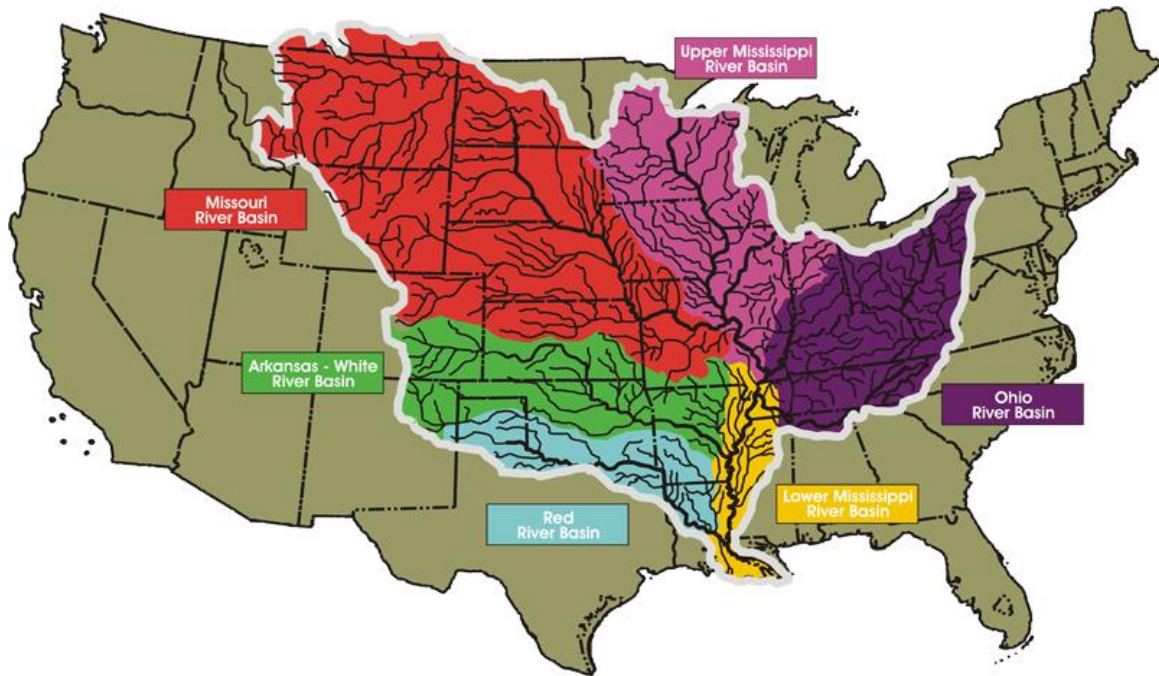 Upper Mississippi
River Basin
Missouri
River Basin
Arkansas - White
River Basin
Ohio
River Basin
Lower Mississippi
River Basin
Red
River Basin